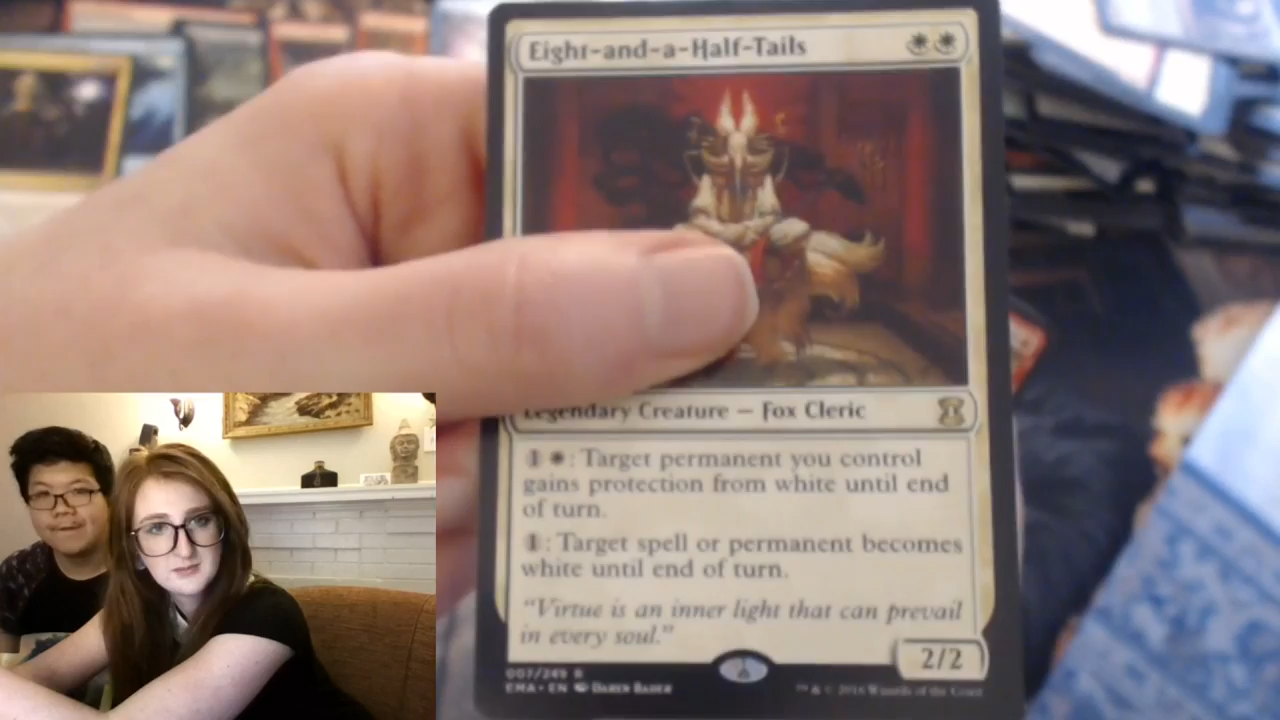 Eight-and-a-Half-Tails
Legendary Creature — Fox Cleric
1 : Target permanent you control
gains protection from white until end
of turn.
1 : Target spell or permanent becomes
white until end of turn.
"Virtue is an inner light that can prevail
in every soul."
2/2
007/249 R
EMA • EN Daren Bader
™ & © 2016 Wizards of the Coast